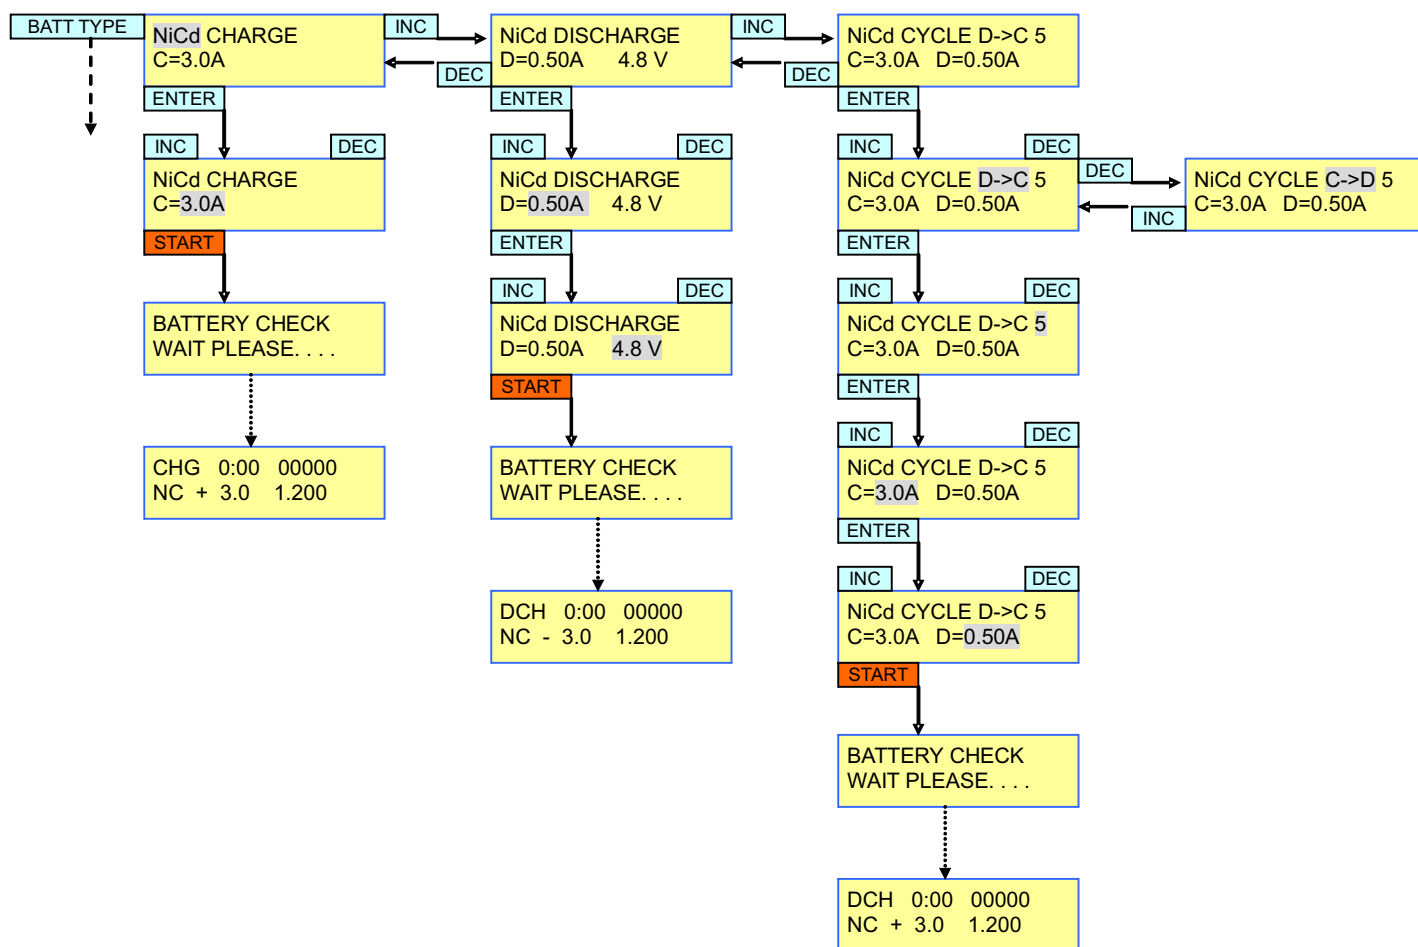 BATT TYPE
NiCd CHARGE
C=3.0A
INC
DEC
NiCd DISCHARGE
D=0.50A 4.8 V
INC
DEC
NiCd CYCLE D->C 5
C=3.0A D=0.50A
ENTER
ENTER
ENTER
INC
DEC
NiCd CHARGE
C=3.0A
INC
DEC
NiCd DISCHARGE
D=0.50A 4.8 V
INC
DEC
NiCd CYCLE D->C 5
C=3.0A D=0.50A
DEC
INC
NiCd CYCLE C->D 5
C=3.0A D=0.50A
START
ENTER
ENTER
BATTERY CHECK
WAIT PLEASE. . . .
INC
DEC
NiCd DISCHARGE
D=0.50A 4.8 V
INC
DEC
NiCd CYCLE D->C 5
C=3.0A D=0.50A
START
ENTER
CHG 0:00 00000
NC + 3.0 1.200
BATTERY CHECK
WAIT PLEASE. . . .
INC
DEC
NiCd CYCLE D->C 5
C=3.0A D=0.50A
ENTER
DCH 0:00 00000
NC - 3.0 1.200
INC
DEC
NiCd CYCLE D->C 5
C=3.0A D=0.50A
START
BATTERY CHECK
WAIT PLEASE. . . .
DCH 0:00 00000
NC + 3.0 1.200